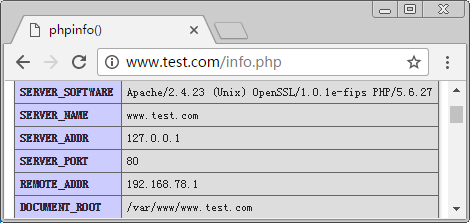 phpinfo()
www.test.com/info.php
SERVER_SOFTWARE Apache/2.4.23 (Unix) OpenSSL/1.0.1e-fips PHP/5.6.27
SERVER_NAME www.test.com
SERVER_ADDR 127.0.0.1
SERVER_PORT 80
REMOTE_ADDR 192.168.78.1
DOCUMENT_ROOT /var/www/www.test.com